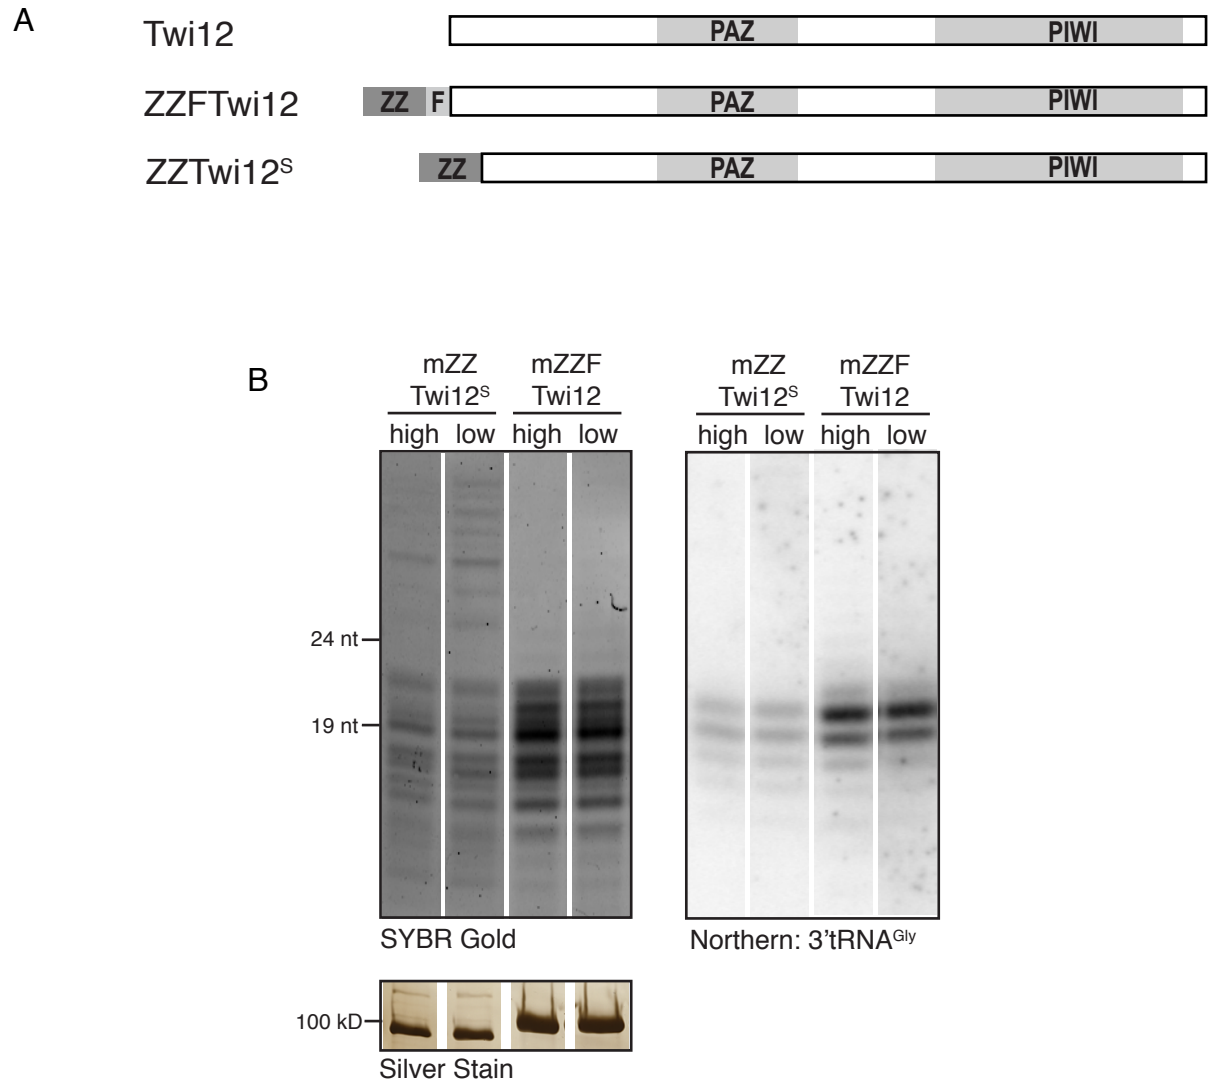 A
Twi12 PAZ PIWI
ZZFTwi12 ZZ F PAZ PIWI
ZZTwi12ˢ ZZ PAZ PIWI
B
mZZ mZZF mZZ mZZF
Twi12ˢ Twi12 Twi12ˢ Twi12
high low high low high low high low
24 nt
19 nt
SYBR Gold Northern: 3'tRNAᴳˡʸ
100 kD
Silver Stain